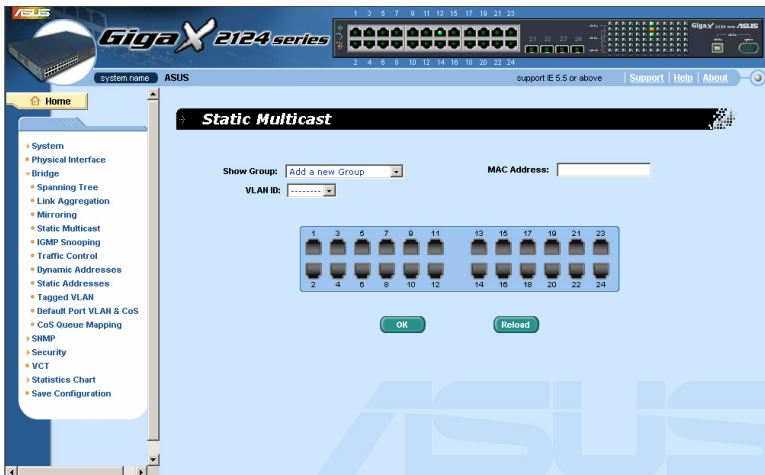 ASUS
GigaX 2124 series
1 3 5 7 9 11 13 15 17 19 21 23
21 22 23 24
2 4 6 8 10 12 14 16 18 20 22 24
GigaX 2124 series ASUS
system name ASUS
support IE 5.5 or above | Support | Help | About
Home
System
Physical Interface
Bridge
Spanning Tree
Link Aggregation
Mirroring
Static Multicast
IGMP Snooping
Traffic Control
Dynamic Addresses
Static Addresses
Tagged VLAN
Default Port VLAN & CoS
CoS Queue Mapping
SNMP
Security
VCT
Statistics Chart
Save Configuration
Static Multicast
Show Group: Add a new Group
MAC Address:
VLAN ID: --------
1 3 5 7 9 11 13 15 17 19 21 23
2 4 6 8 10 12 14 16 18 20 22 24
OK Reload
ASUS